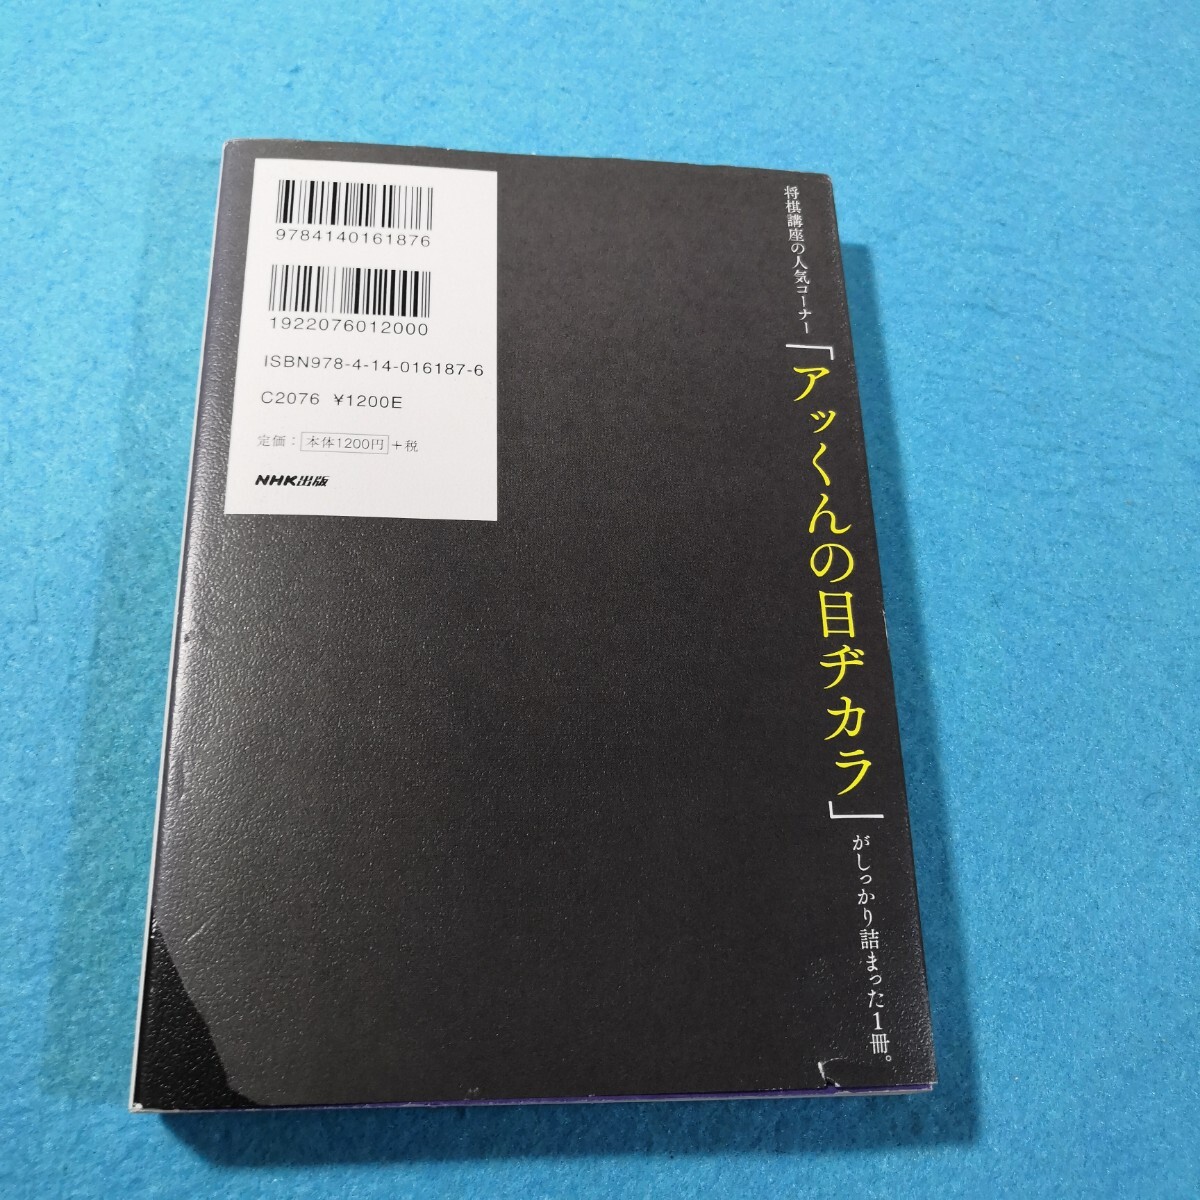 将棋講座の人気コーナー「アッくんの目ヂカラ」がしっかり詰まった1冊。
9784140161876
1922076012000
ISBN978-4-14-016187-6
C2076 ¥1200E
定価：本体1200円＋税
NHK出版